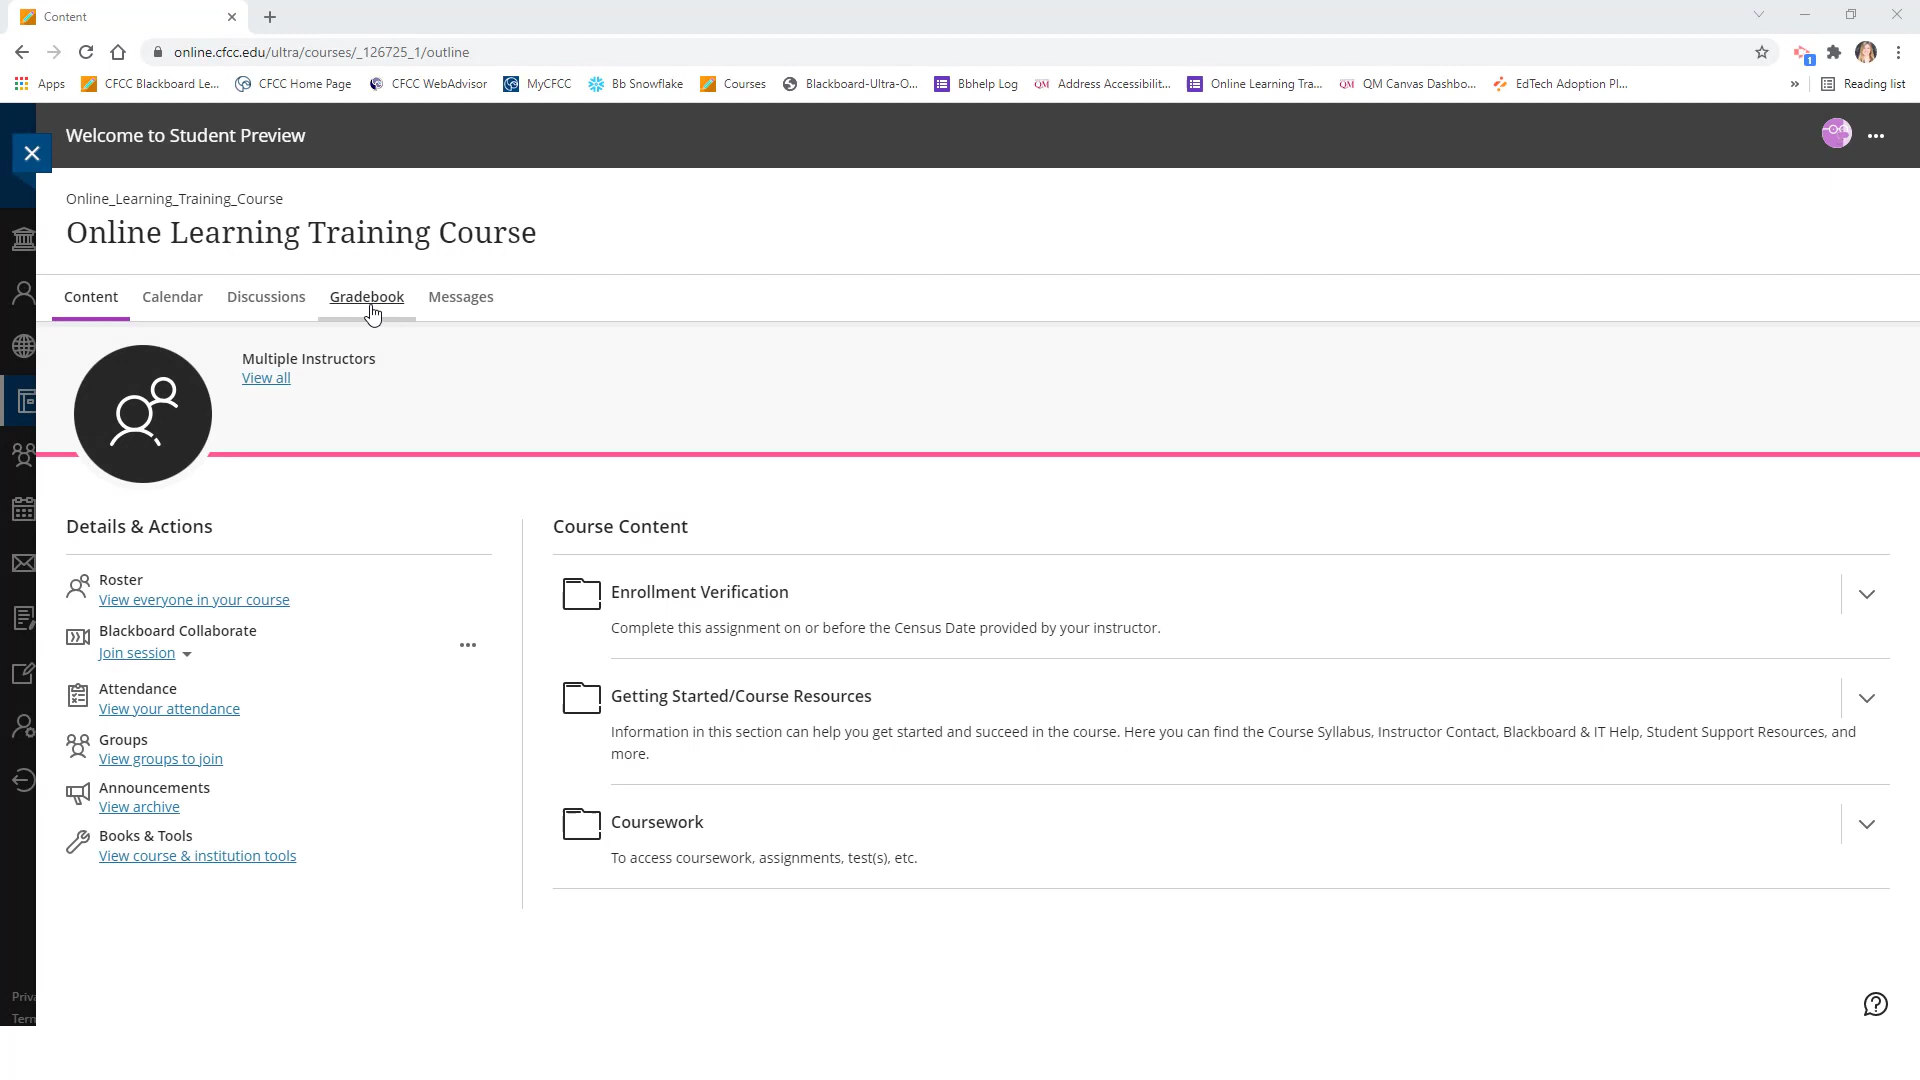 Content
online.cfcc.edu/ultra/courses/_126725_1/outline
Apps
CFCC Blackboard Le...
CFCC Home Page
CFCC WebAdvisor
MyCFCC
Bb Snowflake
Courses
Blackboard-Ultra-O...
Bbhelp Log
QM
Address Accessibilit...
Online Learning Tra...
QM
QM Canvas Dashbo...
EdTech Adoption Pl...
»
Reading list
1
Welcome to Student Preview
Online_Learning_Training_Course
Online Learning Training Course
Content
Calendar
Discussions
Gradebook
Messages
Multiple Instructors
View all
Details & Actions
Roster
View everyone in your course
Blackboard Collaborate
Join session
Attendance
View your attendance
Groups
View groups to join
Announcements
View archive
Books & Tools
View course & institution tools
Course Content
Enrollment Verification
Complete this assignment on or before the Census Date provided by your instructor.
Getting Started/Course Resources
Information in this section can help you get started and succeed in the course. Here you can find the Course Syllabus, Instructor Contact, Blackboard & IT Help, Student Support Resources, and
more.
Coursework
To access coursework, assignments, test(s), etc.
Priva
Term